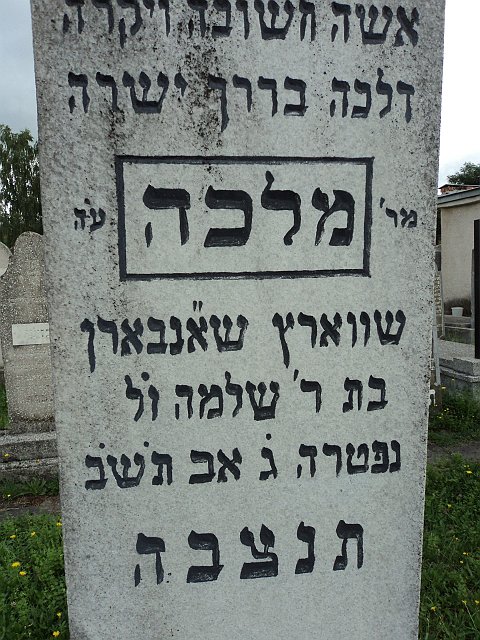 אשה חשובה ויקרה
דלכה בדרך ישרה
מר׳ מלכה ע״ה
שווארץ שאנבארן
בת ר׳ שלמה ז״ל
נפטרה ג׳ אב תש״ב
תנצבה